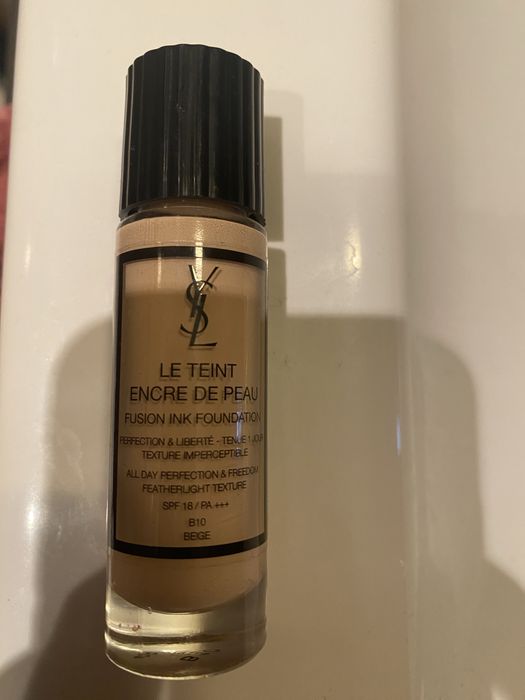 YSL
LE TEINT
ENCRE DE PEAU
FUSION INK FOUNDATION
PERFECTION & LIBERTÉ - TENUE 1 JOUR
TEXTURE IMPERCEPTIBLE
ALL DAY PERFECTION & FREEDOM
FEATHERLIGHT TEXTURE
SPF 18 / PA +++
B10
BEIGE